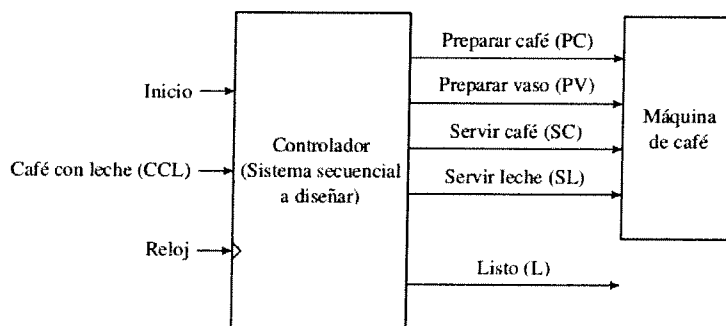 Preparar café (PC)
Inicio
Preparar vaso (PV)
Máquina
de café
Controlador
(Sistema secuencial
a diseñar)
Servir café (SC)
Café con leche (CCL)
Servir leche (SL)
Reloj
Listo (L)